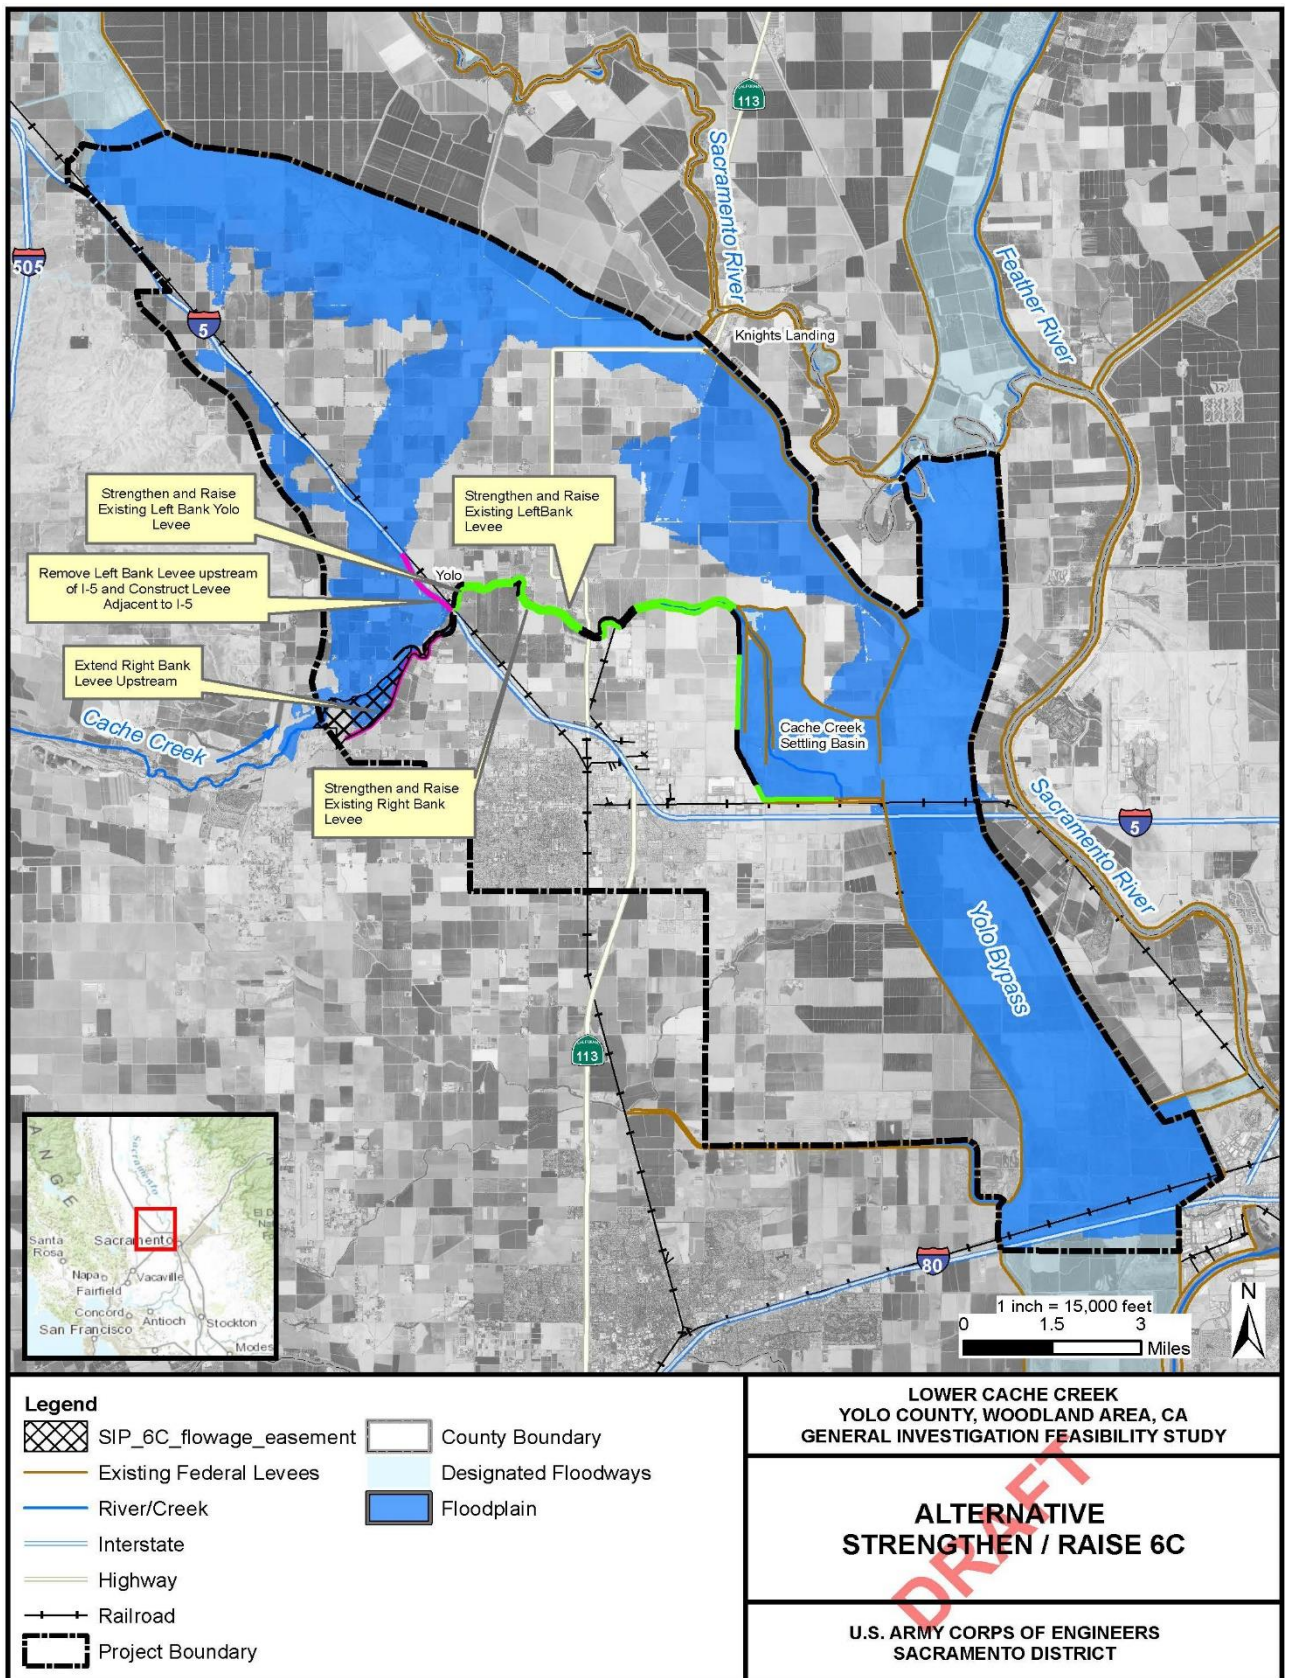 CALIFORNIA
113
Sacramento River
Feather River
505
5
Knights Landing
Strengthen and Raise
Existing Left Bank Yolo
Levee
Strengthen and Raise
Existing LeftBank
Levee
Remove Left Bank Levee upstream
of I-5 and Construct Levee
Adjacent to I-5
Yolo
Extend Right Bank
Levee Upstream
Cache Creek
Cache Creek
Settling Basin
Strengthen and Raise
Existing Right Bank
Levee
Sacramento River
5
Yolo Bypass
CALIFORNIA
113
80
A N G E
Sacramento
Santa
Rosa
Sacramento
El D
Na
Napa
Vacaville
Fairfield
Concord
Antioch
Stockton
San Francisco
Modes
N
1 inch = 15,000 feet
0 1.5 3
Miles
Legend
SIP_6C_flowage_easement
Existing Federal Levees
River/Creek
Interstate
Highway
Railroad
Project Boundary
County Boundary
Designated Floodways
Floodplain
LOWER CACHE CREEK
YOLO COUNTY, WOODLAND AREA, CA
GENERAL INVESTIGATION FEASIBILITY STUDY
ALTERNATIVE
STRENGTHEN / RAISE 6C
DRAFT
U.S. ARMY CORPS OF ENGINEERS
SACRAMENTO DISTRICT